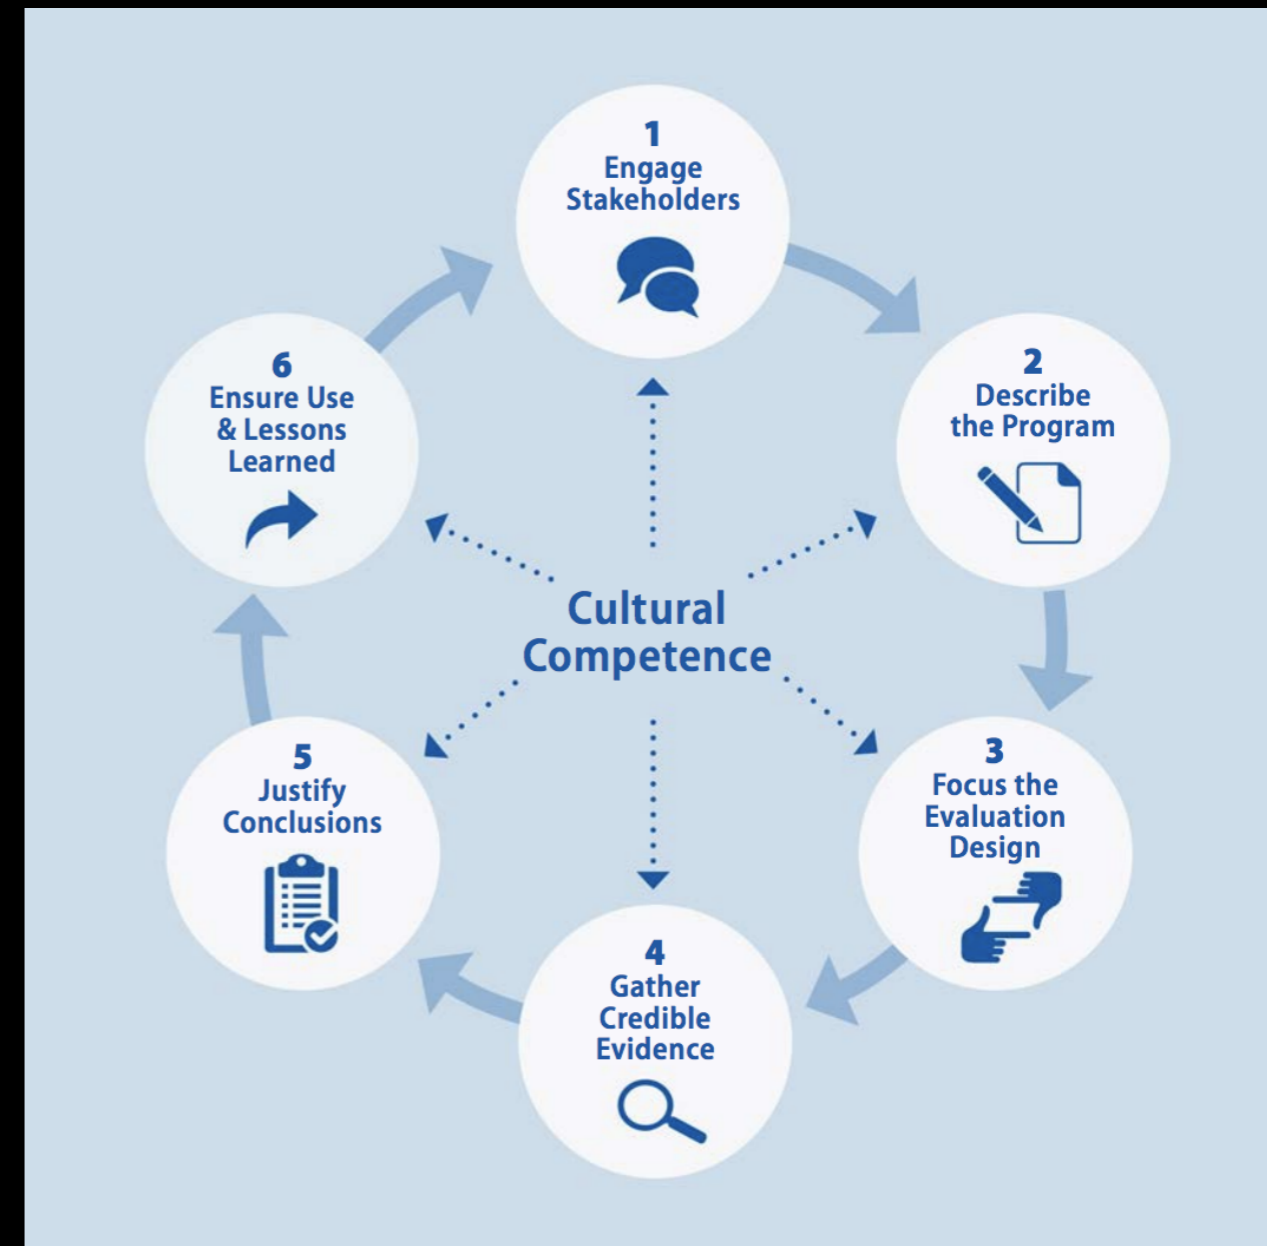 1
Engage
Stakeholders
2
Describe
the Program
3
Focus the
Evaluation
Design
4
Gather
Credible
Evidence
5
Justify
Conclusions
6
Ensure Use
& Lessons
Learned
Cultural
Competence